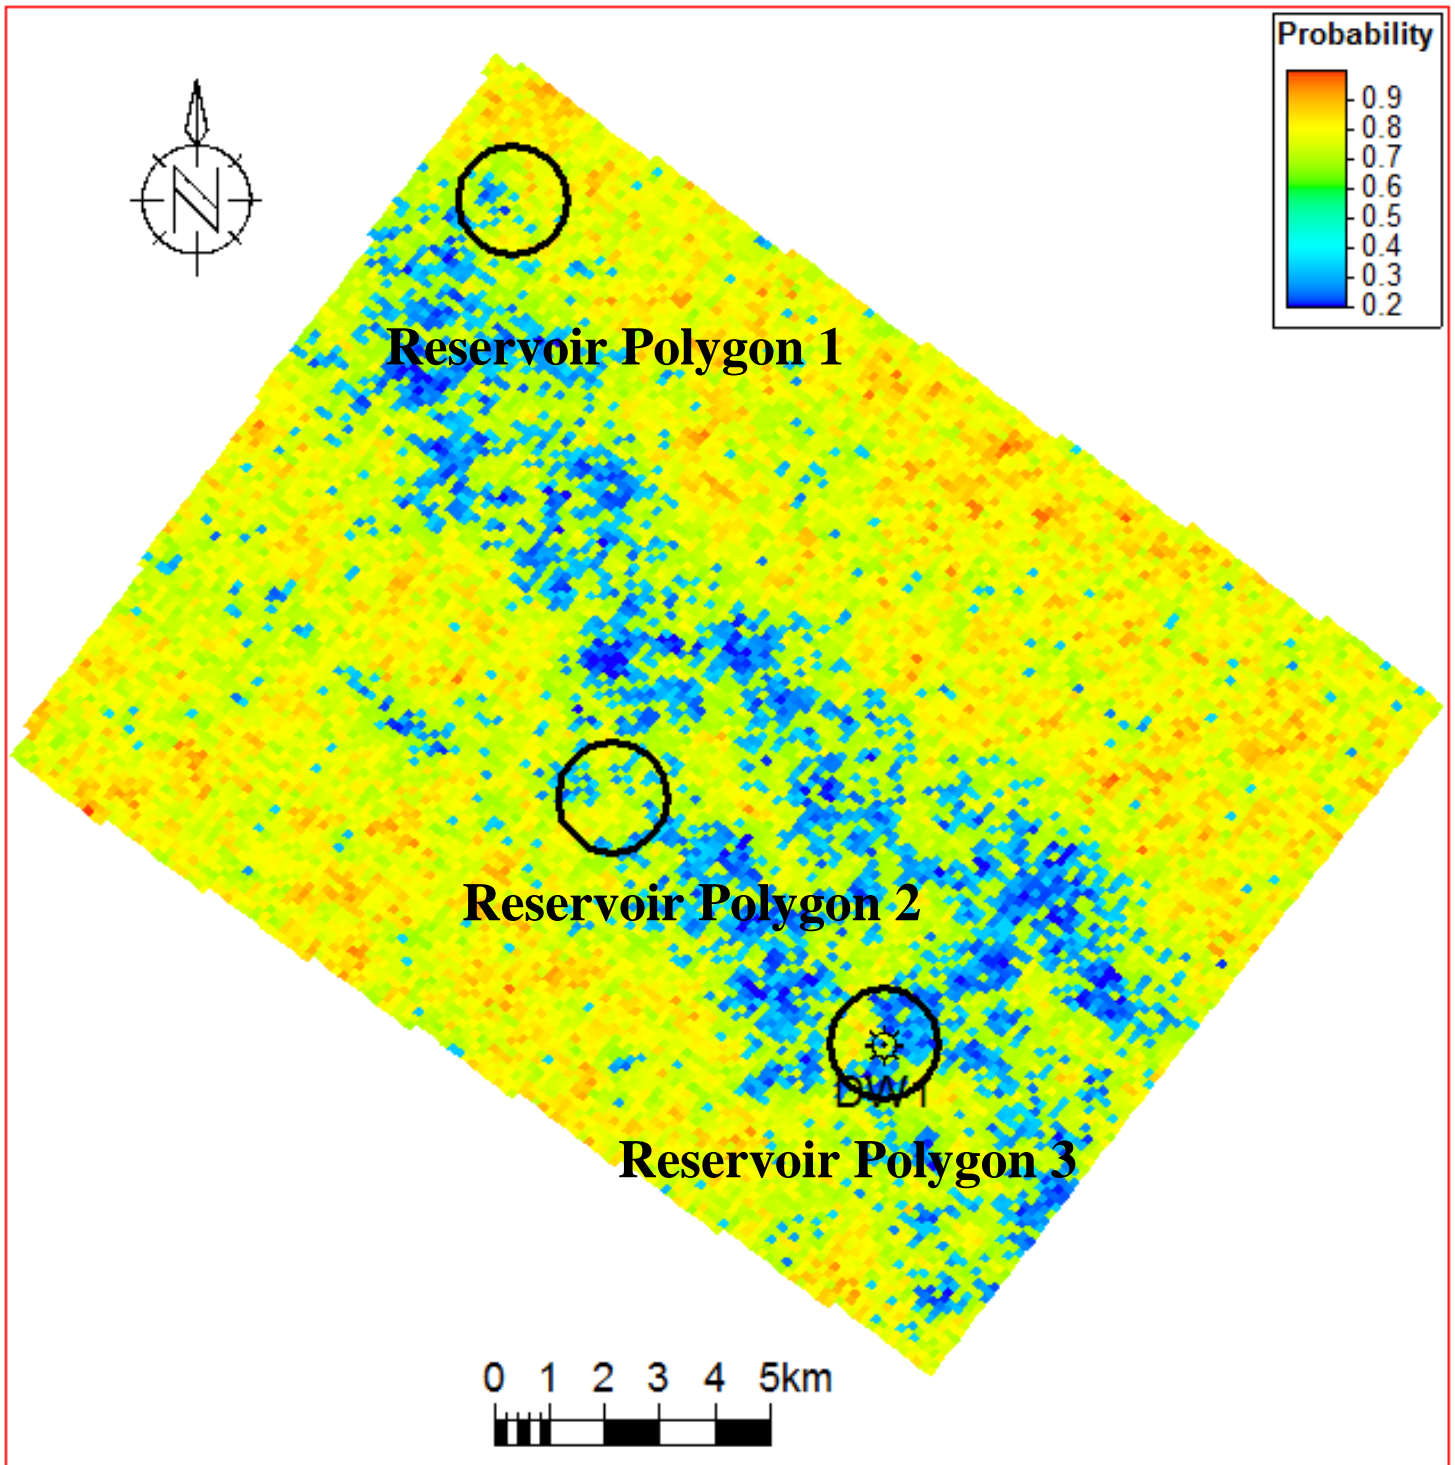 Probability
0.9
0.8
0.7
0.6
0.5
0.4
0.3
0.2
N
Reservoir Polygon 1
Reservoir Polygon 2
DW1
Reservoir Polygon 3
0 1 2 3 4 5km